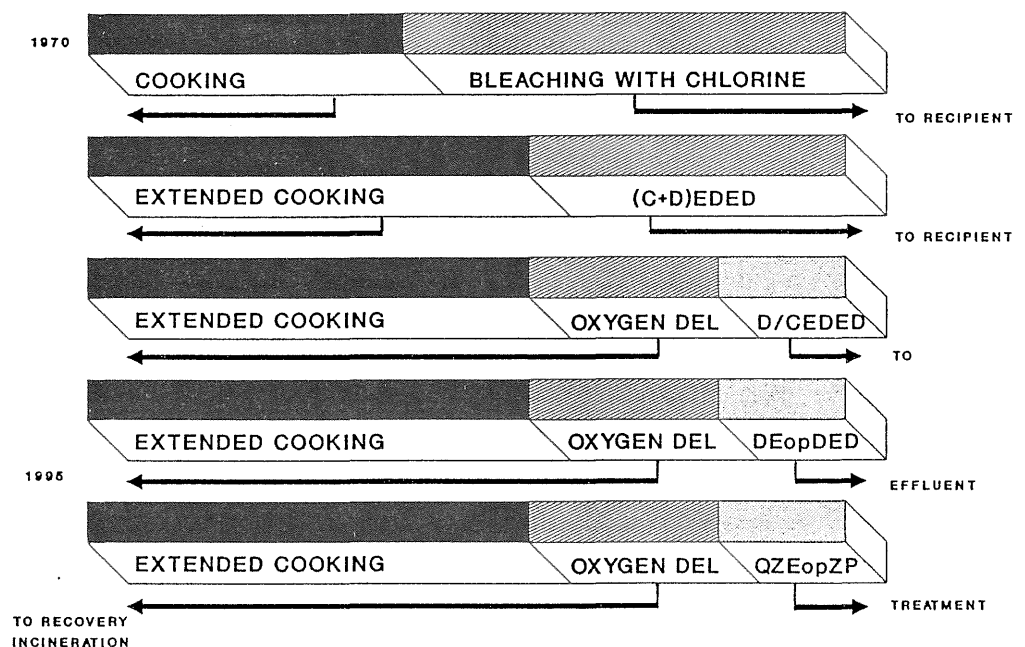 1970
COOKING
BLEACHING WITH CHLORINE
TO RECIPIENT
EXTENDED COOKING
(C+D)EDED
TO RECIPIENT
EXTENDED COOKING
OXYGEN DEL
D/CEDED
TO
EXTENDED COOKING
OXYGEN DEL
DEopDED
1995
EFFLUENT
EXTENDED COOKING
OXYGEN DEL
QZEopZP
TREATMENT
TO RECOVERY
INCINERATION